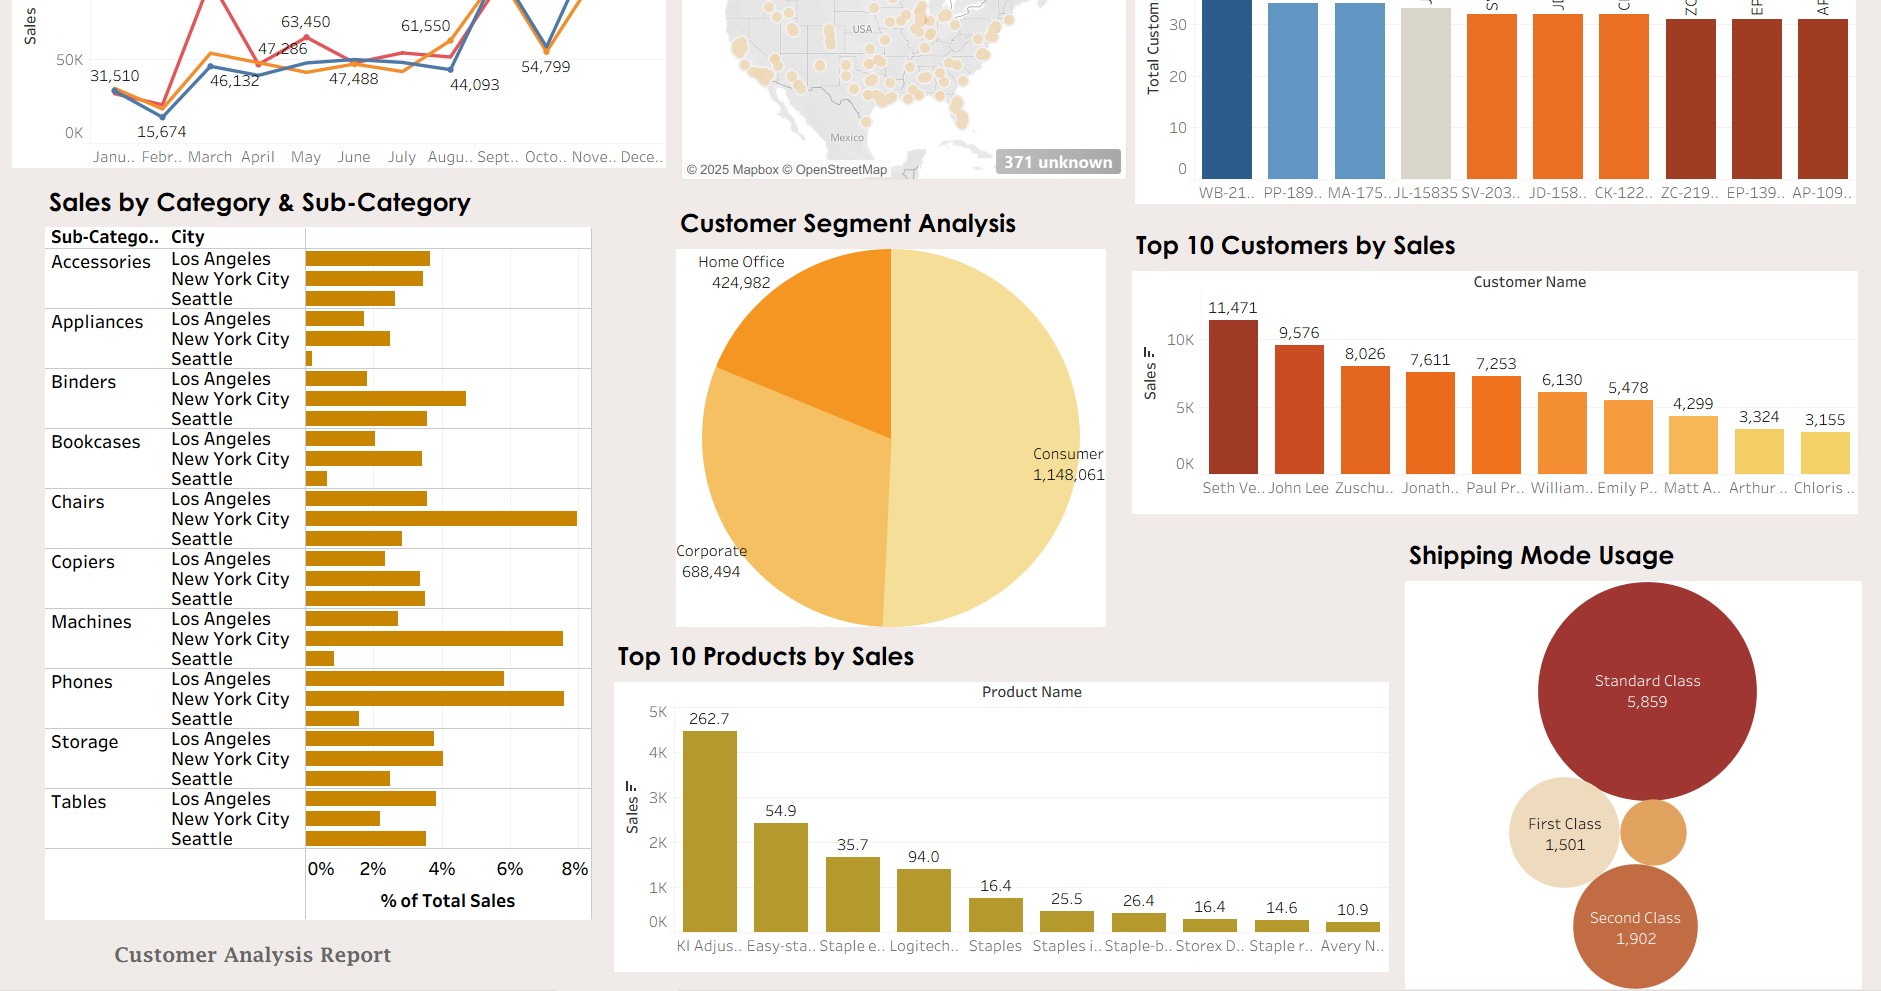 Sales
50K
0K
31,510
15,674
46,132
47,286
63,450
47,488
61,550
44,093
54,799
Janu.. Febr.. March April May June July Augu.. Sept.. Octo.. Nove.. Dece..
USA
Mexico
© 2025 Mapbox © OpenStreetMap
371 unknown
Total Custom
30
20
10
0
WB-21.. PP-189.. MA-175.. JL-15835 SV-203.. JD-158.. CK-122.. ZC-219.. EP-139.. AP-109..
Sales by Category & Sub-Category
Sub-Catego.. City
Accessories Los Angeles
New York City
Seattle
Appliances Los Angeles
New York City
Seattle
Binders Los Angeles
New York City
Seattle
Bookcases Los Angeles
New York City
Seattle
Chairs Los Angeles
New York City
Seattle
Copiers Los Angeles
New York City
Seattle
Machines Los Angeles
New York City
Seattle
Phones Los Angeles
New York City
Seattle
Storage Los Angeles
New York City
Seattle
Tables Los Angeles
New York City
Seattle
0% 2% 4% 6% 8%
% of Total Sales
Customer Analysis Report
Customer Segment Analysis
Home Office
424,982
Consumer
1,148,061
Corporate
688,494
Top 10 Customers by Sales
Customer Name
Sales
10K
5K
0K
11,471
9,576
8,026
7,611
7,253
6,130
5,478
4,299
3,324
3,155
Seth Ve.. John Lee Zuschu.. Jonath.. Paul Pr.. William.. Emily P.. Matt A.. Arthur .. Chloris ..
Top 10 Products by Sales
Product Name
Sales
5K
4K
3K
2K
1K
0K
262.7
54.9
35.7
94.0
16.4
25.5
26.4
16.4
14.6
10.9
KI Adjus.. Easy-sta.. Staple e.. Logitech.. Staples Staples i.. Staple-b.. Storex D.. Staple r.. Avery N..
Shipping Mode Usage
Standard Class
5,859
First Class
1,501
Second Class
1,902